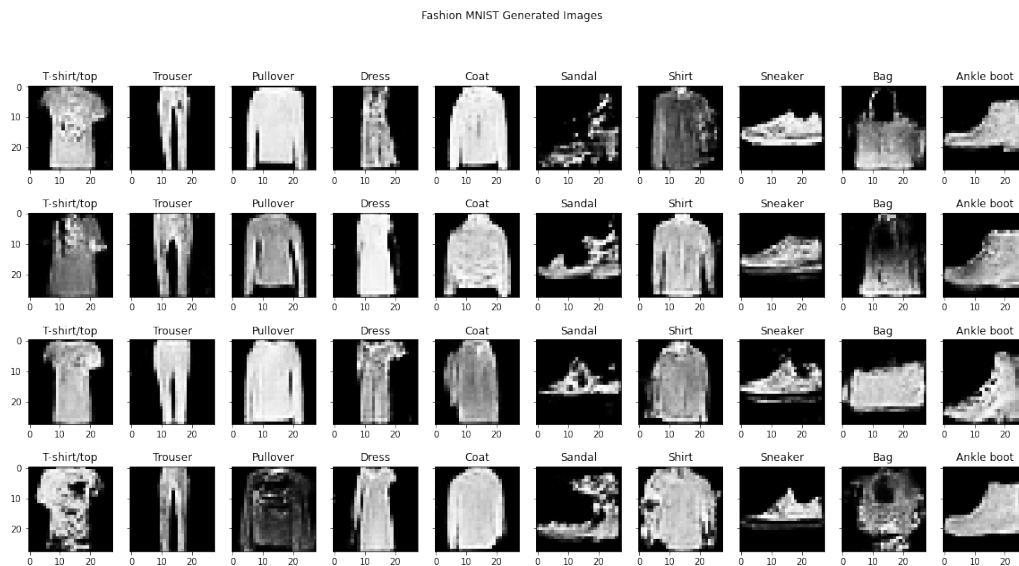 Fashion MNIST Generated Images
T-shirt/top Trouser Pullover Dress Coat Sandal Shirt Sneaker Bag Ankle boot
0
10
20
0 10 20 0 10 20 0 10 20 0 10 20 0 10 20 0 10 20 0 10 20 0 10 20 0 10 20 0 10 20
T-shirt/top Trouser Pullover Dress Coat Sandal Shirt Sneaker Bag Ankle boot
0
10
20
0 10 20 0 10 20 0 10 20 0 10 20 0 10 20 0 10 20 0 10 20 0 10 20 0 10 20 0 10 20
T-shirt/top Trouser Pullover Dress Coat Sandal Shirt Sneaker Bag Ankle boot
0
10
20
0 10 20 0 10 20 0 10 20 0 10 20 0 10 20 0 10 20 0 10 20 0 10 20 0 10 20 0 10 20
T-shirt/top Trouser Pullover Dress Coat Sandal Shirt Sneaker Bag Ankle boot
0
10
20
0 10 20 0 10 20 0 10 20 0 10 20 0 10 20 0 10 20 0 10 20 0 10 20 0 10 20 0 10 20